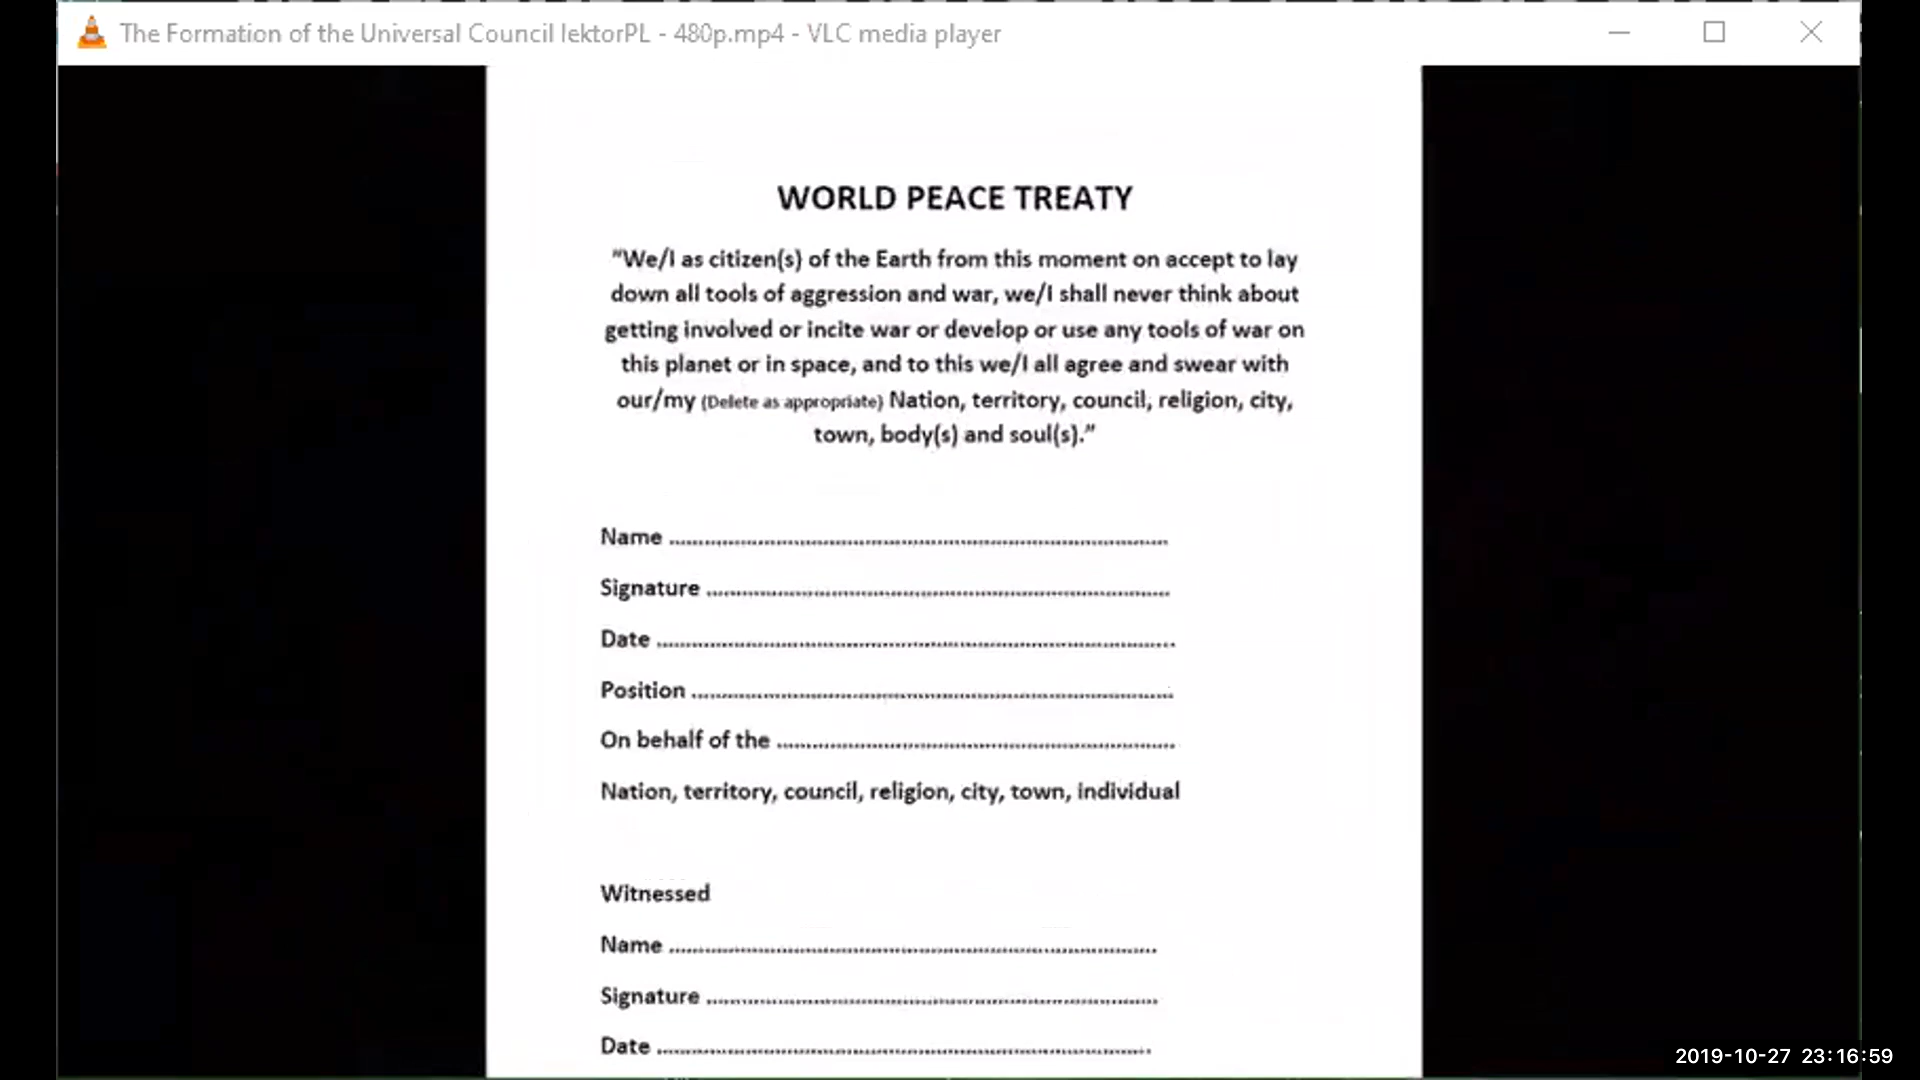 The Formation of the Universal Council lektorPL - 480p.mp4 - VLC media player
WORLD PEACE TREATY
"We/I as citizen(s) of the Earth from this moment on accept to lay
down all tools of aggression and war, we/I shall never think about
getting involved or incite war or develop or use any tools of war on
this planet or in space, and to this we/I all agree and swear with
our/my (Delete as appropriate) Nation, territory, council, religion, city,
town, body(s) and soul(s)."
Name ................................................................
Signature ................................................................
Date ................................................................
Position ................................................................
On behalf of the ................................................................
Nation, territory, council, religion, city, town, individual
Witnessed
Name ................................................................
Signature ................................................................
Date ................................................................
2019-10-27 23:16:59